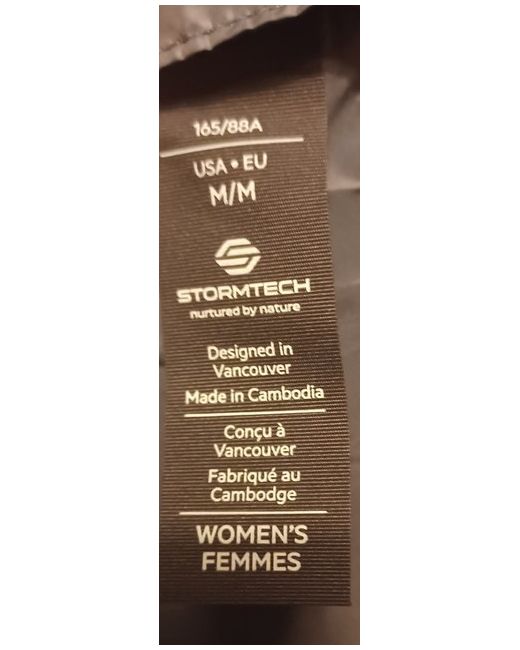 165/88A
USA • EU
M/M
STORMTECH
nurtured by nature
Designed in
Vancouver
Made in Cambodia
Conçu à
Vancouver
Fabriqué au
Cambodge
WOMEN'S
FEMMES